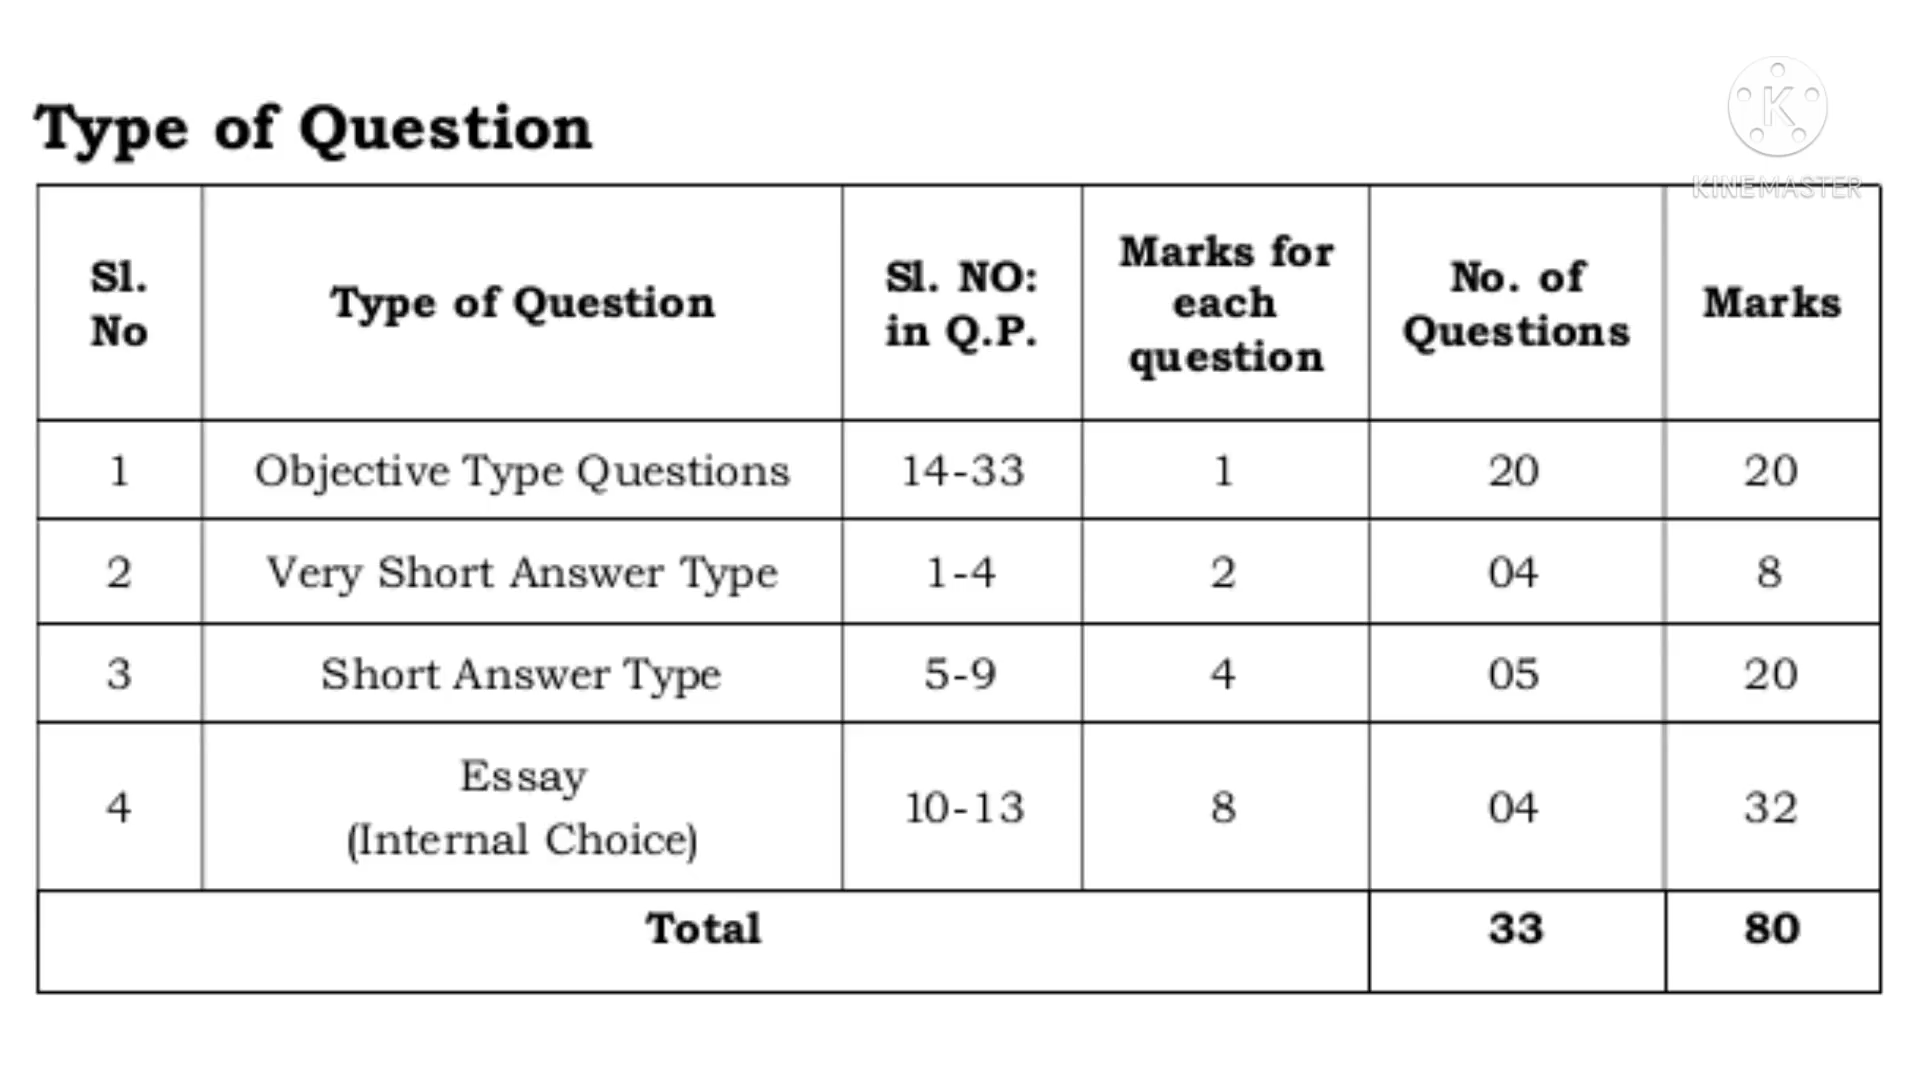 Type of Question
K
KINEMASTER
Sl. No
Type of Question
Sl. NO: in Q.P.
Marks for each question
No. of Questions
Marks
1 Objective Type Questions 14-33 1 20 20
2 Very Short Answer Type 1-4 2 04 8
3 Short Answer Type 5-9 4 05 20
4 Essay (Internal Choice) 10-13 8 04 32
Total 33 80